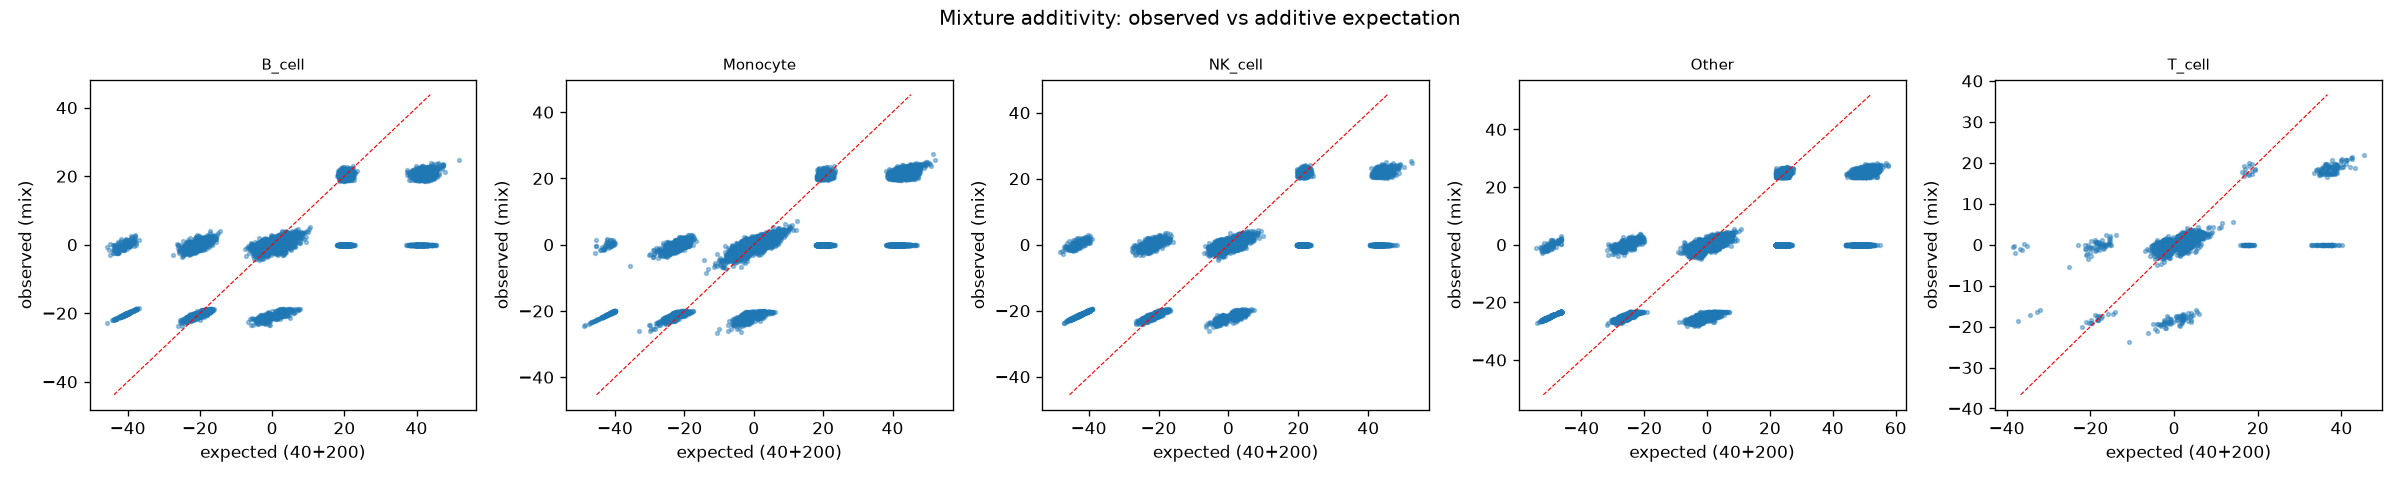 Mixture additivity: observed vs additive expectation
B_cell
observed (mix)
40
20
0
−20
−40
−40 −20 0 20 40
expected (40+200)
Monocyte
observed (mix)
40
20
0
−20
−40
−40 −20 0 20 40
expected (40+200)
NK_cell
observed (mix)
40
20
0
−20
−40
−40 −20 0 20 40
expected (40+200)
Other
observed (mix)
40
20
0
−20
−40
−40 −20 0 20 40 60
expected (40+200)
T_cell
observed (mix)
40
30
20
10
0
−10
−20
−30
−40
−40 −20 0 20 40
expected (40+200)